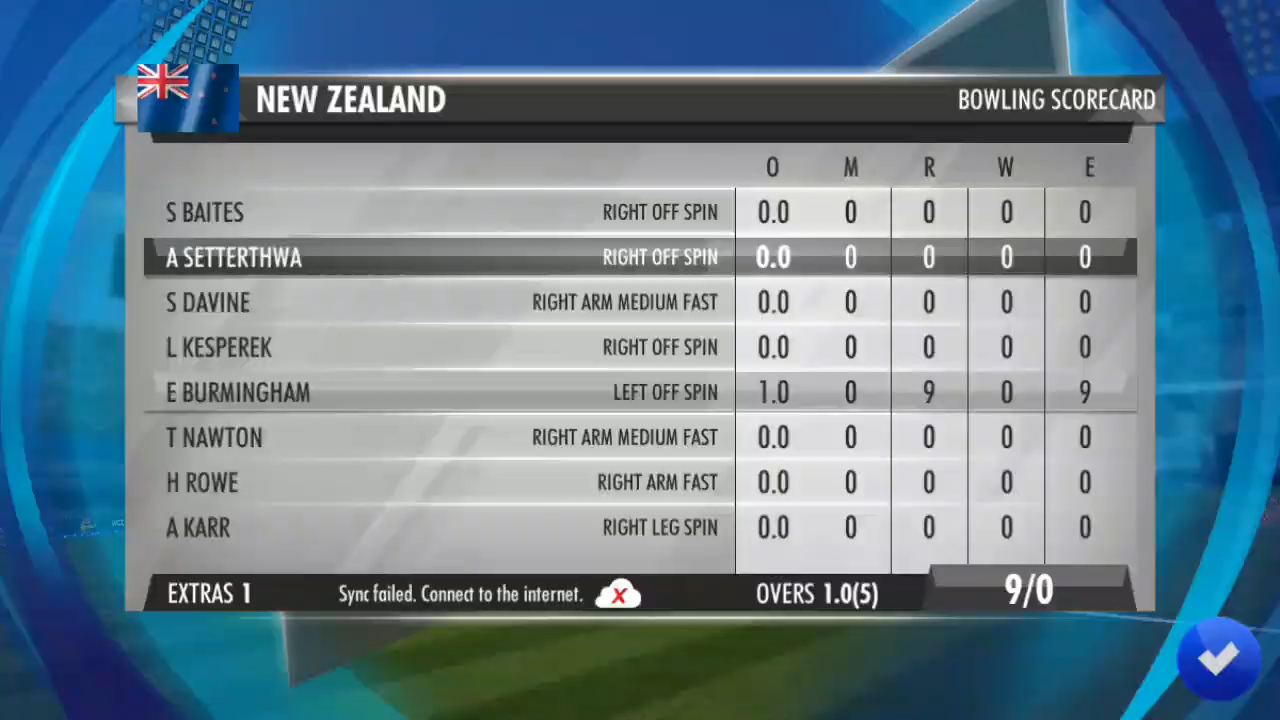 NEW ZEALAND BOWLING SCORECARD
O M R W E
S BAITES RIGHT OFF SPIN 0.0 0 0 0 0
A SETTERTHWA RIGHT OFF SPIN 0.0 0 0 0 0
S DAVINE RIGHT ARM MEDIUM FAST 0.0 0 0 0 0
L KESPEREK RIGHT OFF SPIN 0.0 0 0 0 0
E BURMINGHAM LEFT OFF SPIN 1.0 0 9 0 9
T NAWTON RIGHT ARM MEDIUM FAST 0.0 0 0 0 0
H ROWE RIGHT ARM FAST 0.0 0 0 0 0
A KARR RIGHT LEG SPIN 0.0 0 0 0 0
EXTRAS 1 Sync failed. Connect to the internet. OVERS 1.0(5) 9/0